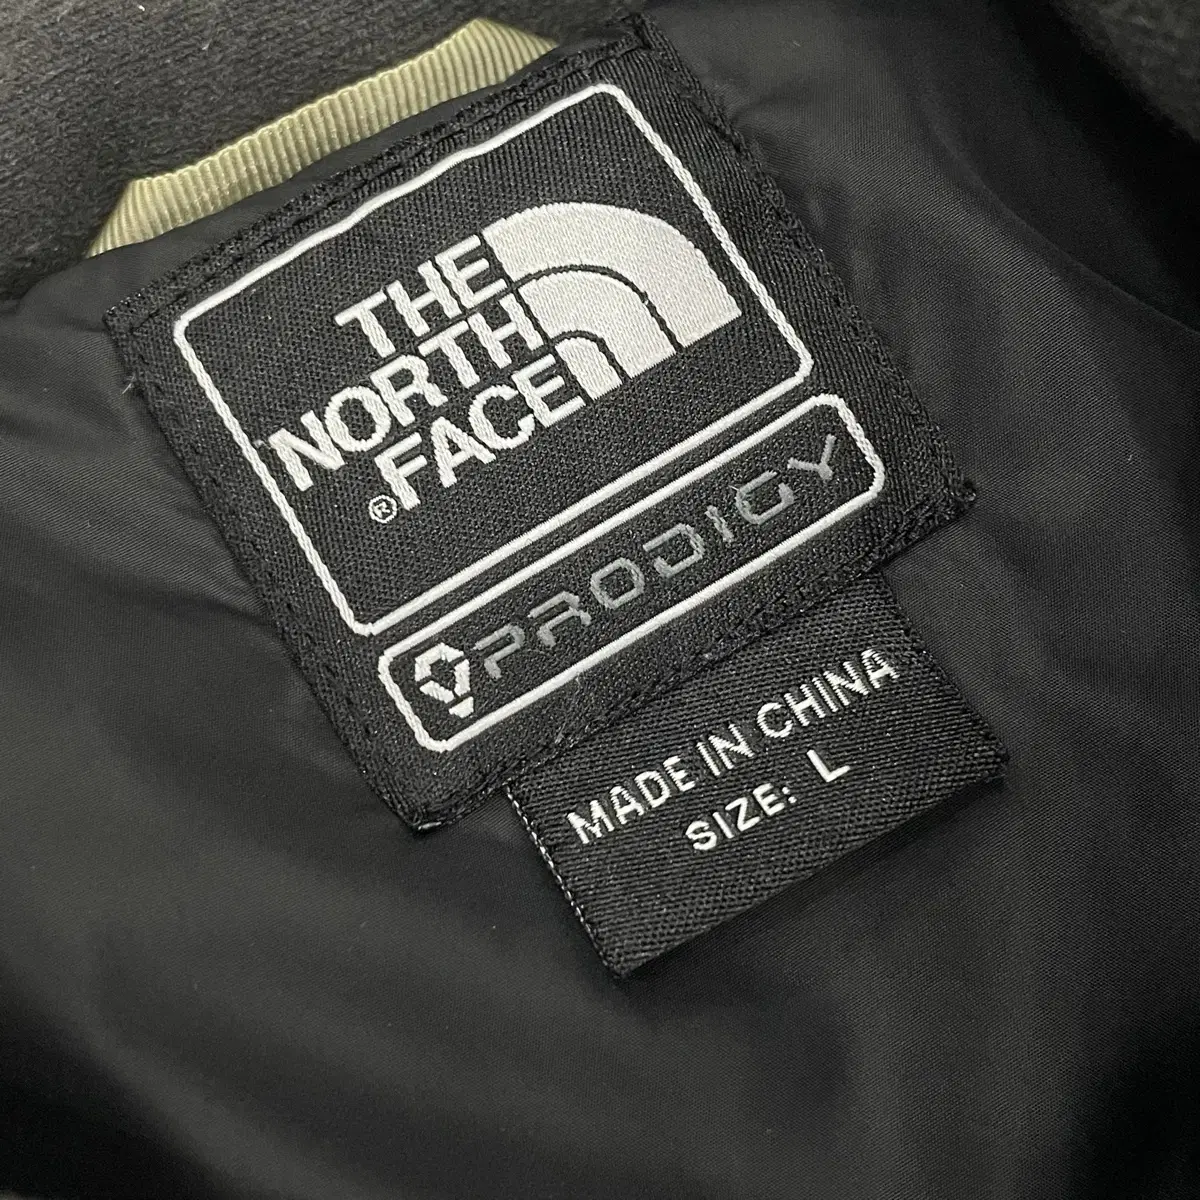 THE
NORTH
®FACE
PRODIGY
MADE IN CHINA
SIZE: L